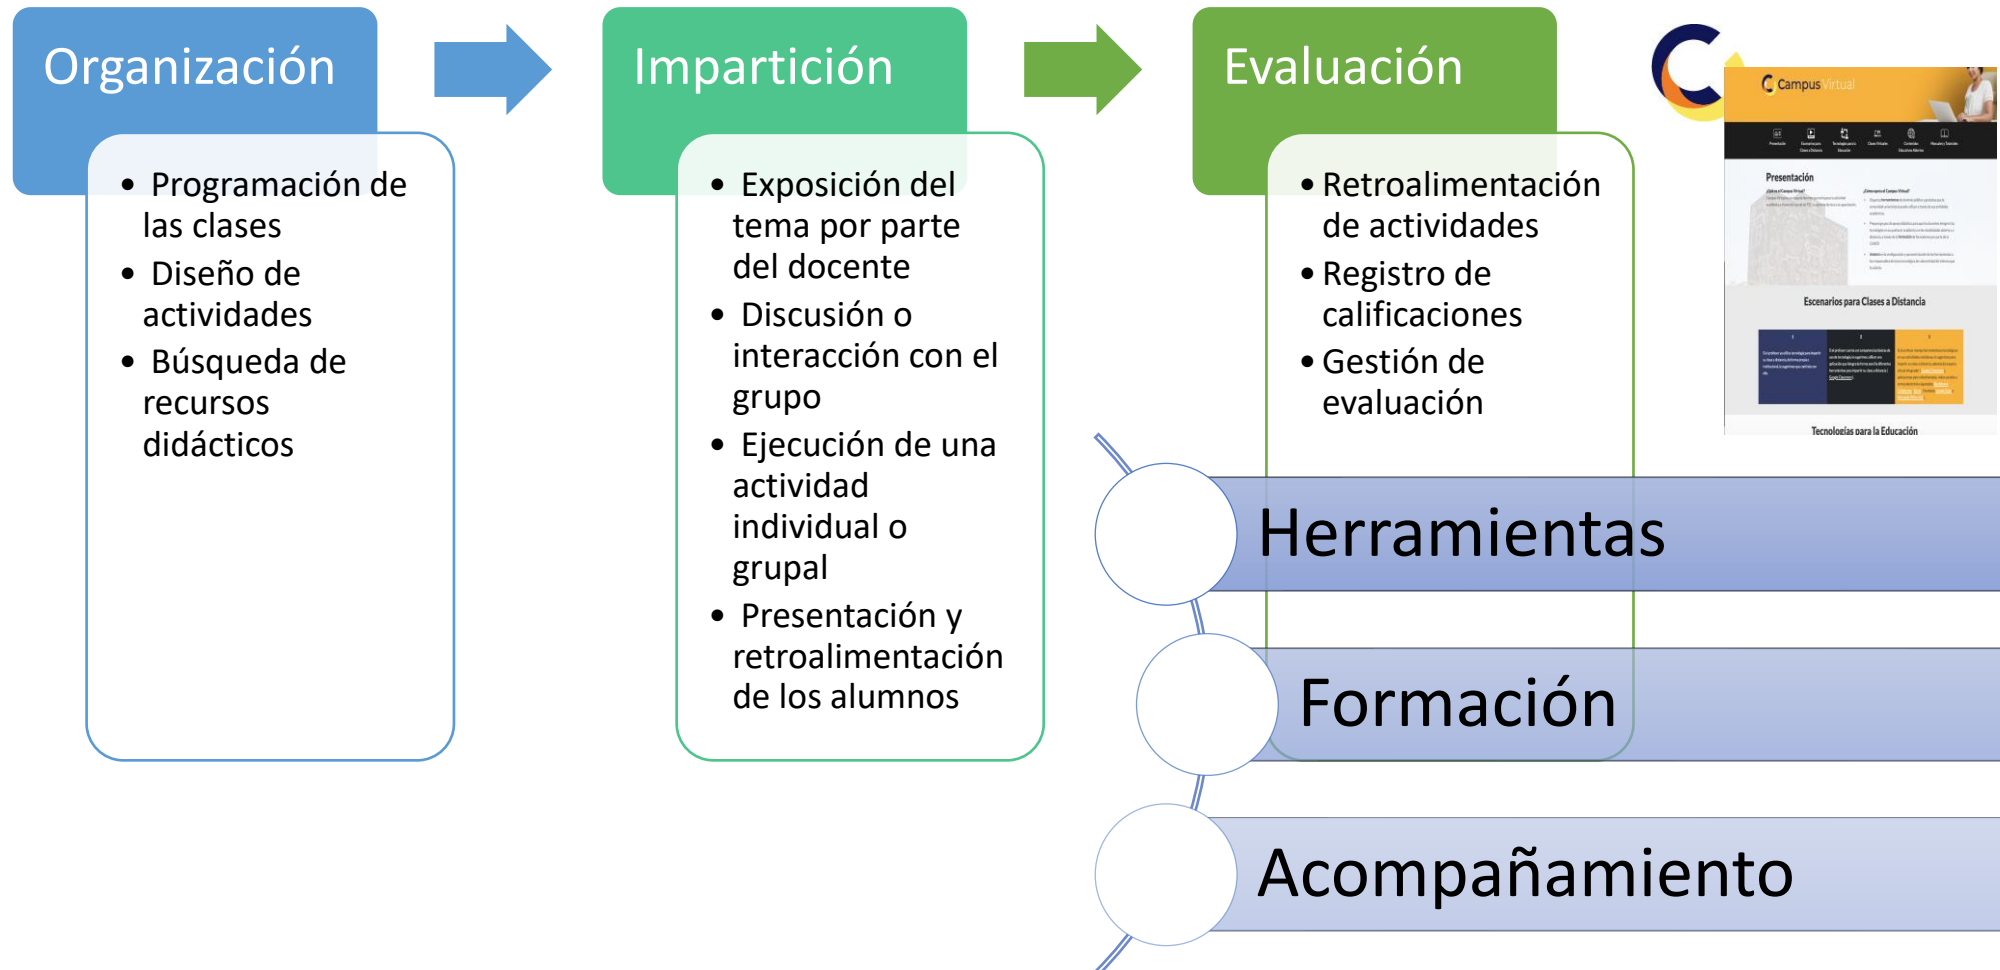 Organización
• Programación de
las clases
• Diseño de
actividades
• Búsqueda de
recursos
didácticos
Impartición
• Exposición del
tema por parte
del docente
• Discusión o
interacción con el
grupo
• Ejecución de una
actividad
individual o
grupal
• Presentación y
retroalimentación
de los alumnos
Evaluación
• Retroalimentación
de actividades
• Registro de
calificaciones
• Gestión de
evaluación
Campus Virtual
Presentación
Escenarios para Clases a Distancia
Tecnologías para la Educación
Herramientas
Formación
Acompañamiento